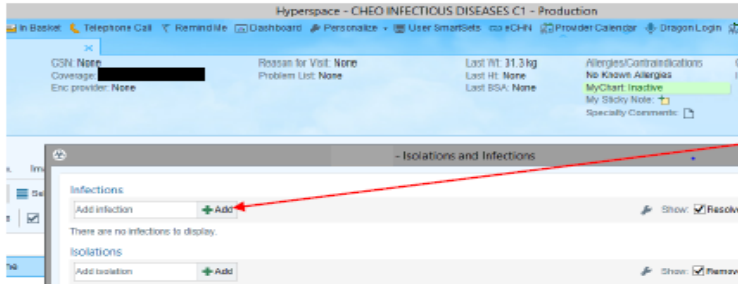 Hyperspace - CHEO INFECTIOUS DISEASES C1 - Production
In Basket Telephone Call Remind Me Dashboard Personalize User SmartSets eCHN Provider Calendar Dragon Login
CSN: None Reason for Visit: None Last Wt: 31.3 kg Allergies/Contraindications
Coverage: Problem List: None Last Ht: None No Known Allergies
Enc provider: None Last BSA: None MyChart: Inactive
My Sticky Note:
Specialty Comments:
- Isolations and Infections
Infections
Add infection Add Show: Resolve
There are no infections to display.
Isolations
Add isolation Add Show: Remove